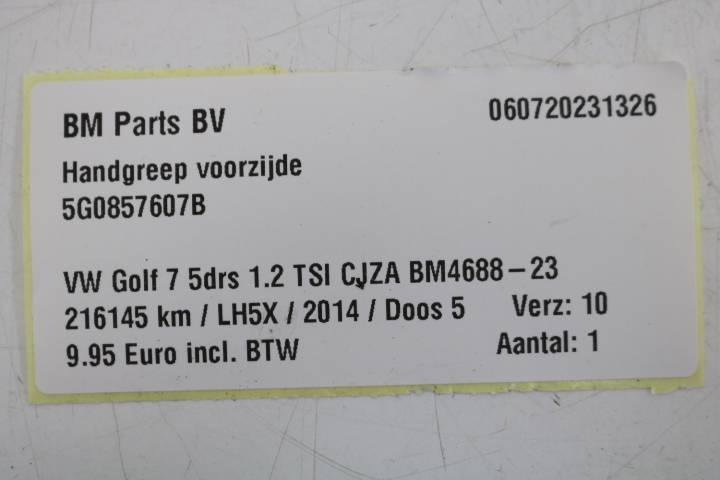 BM Parts BV 060720231326
Handgreep voorzijde
5G0857607B
VW Golf 7 5drs 1.2 TSI CJZA BM4688-23
216145 km / LH5X / 2014 / Doos 5 Verz: 10
9.95 Euro incl. BTW Aantal: 1